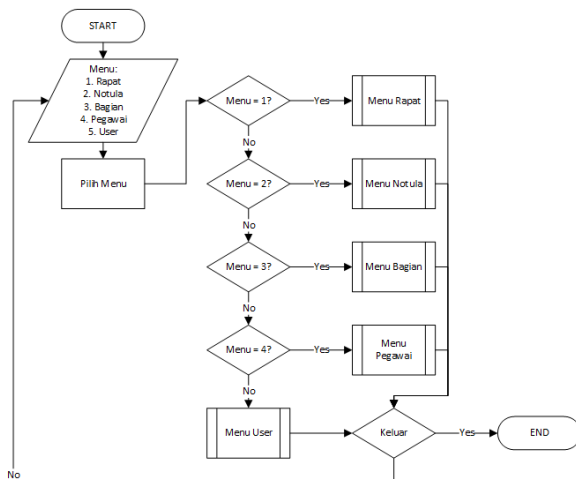 START
Menu:
1. Rapat
2. Notula
3. Bagian
4. Pegawai
5. User
Pilih Menu
Menu = 1?
Yes
Menu Rapat
No
Menu = 2?
Yes
Menu Notula
No
Menu = 3?
Yes
Menu Bagian
No
Menu = 4?
Yes
Menu
Pegawai
No
Menu User
Keluar
Yes
END
No